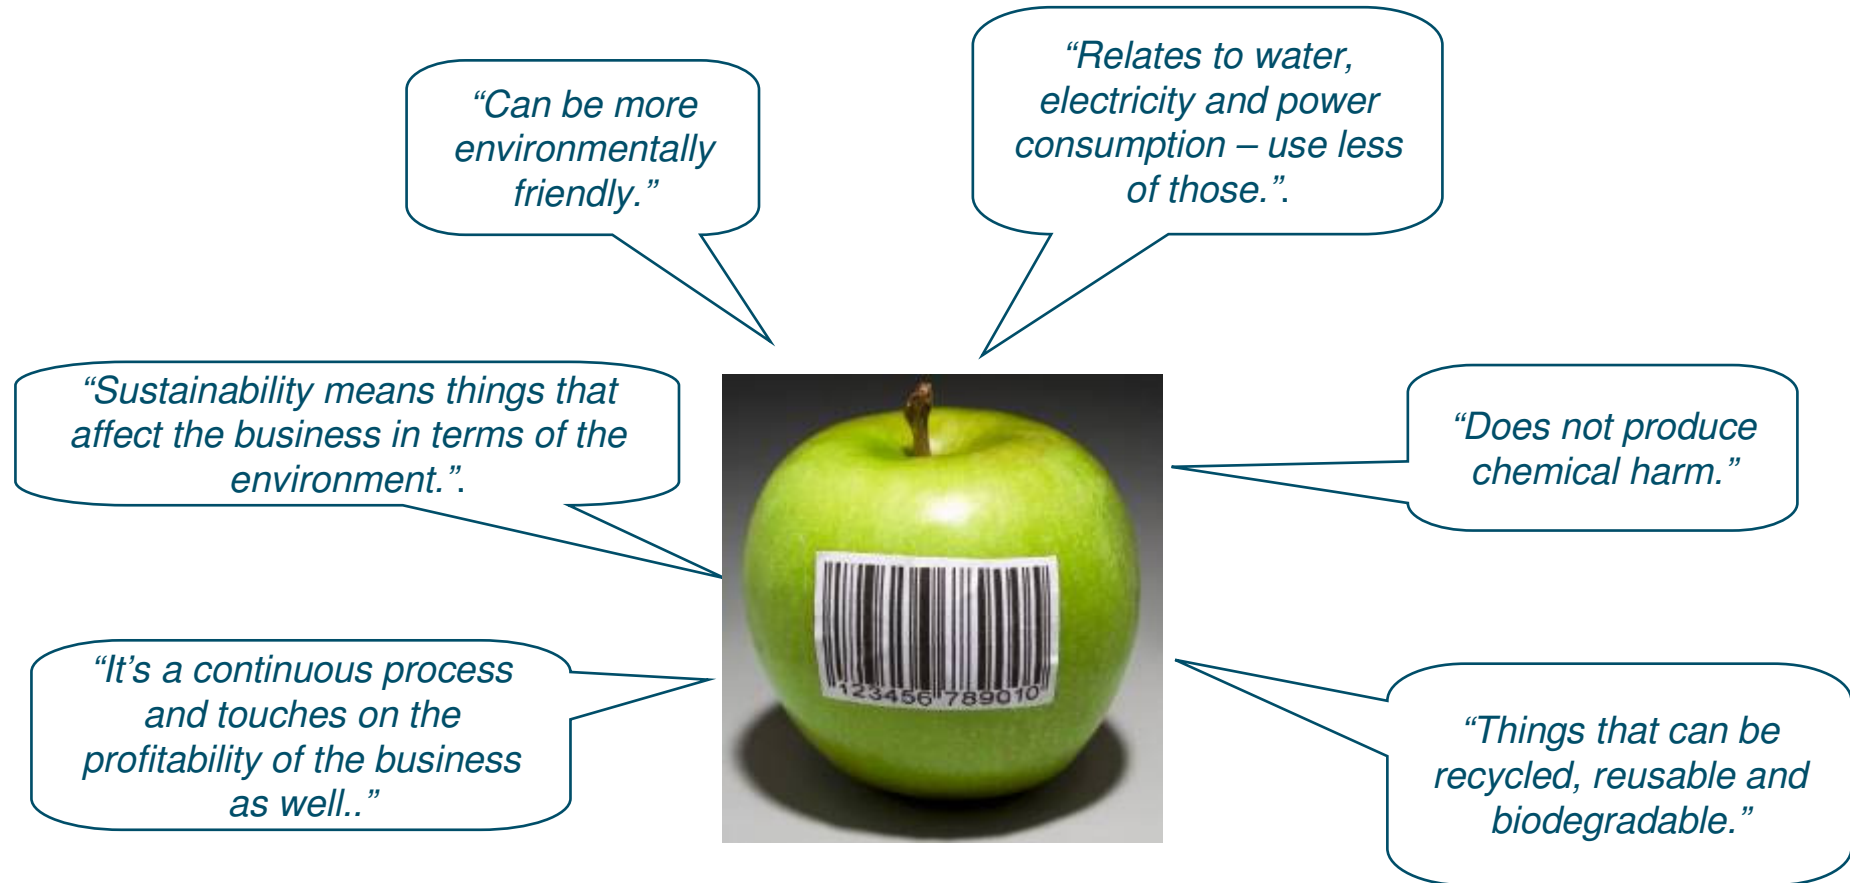 “Can be more
environmentally
friendly.”
“Relates to water,
electricity and power
consumption – use less
of those.”.
“Sustainability means things that
affect the business in terms of the
environment.”.
“Does not produce
chemical harm.”
“It’s a continuous process
and touches on the
profitability of the business
as well..”
“Things that can be
recycled, reusable and
biodegradable.”
123456 789010